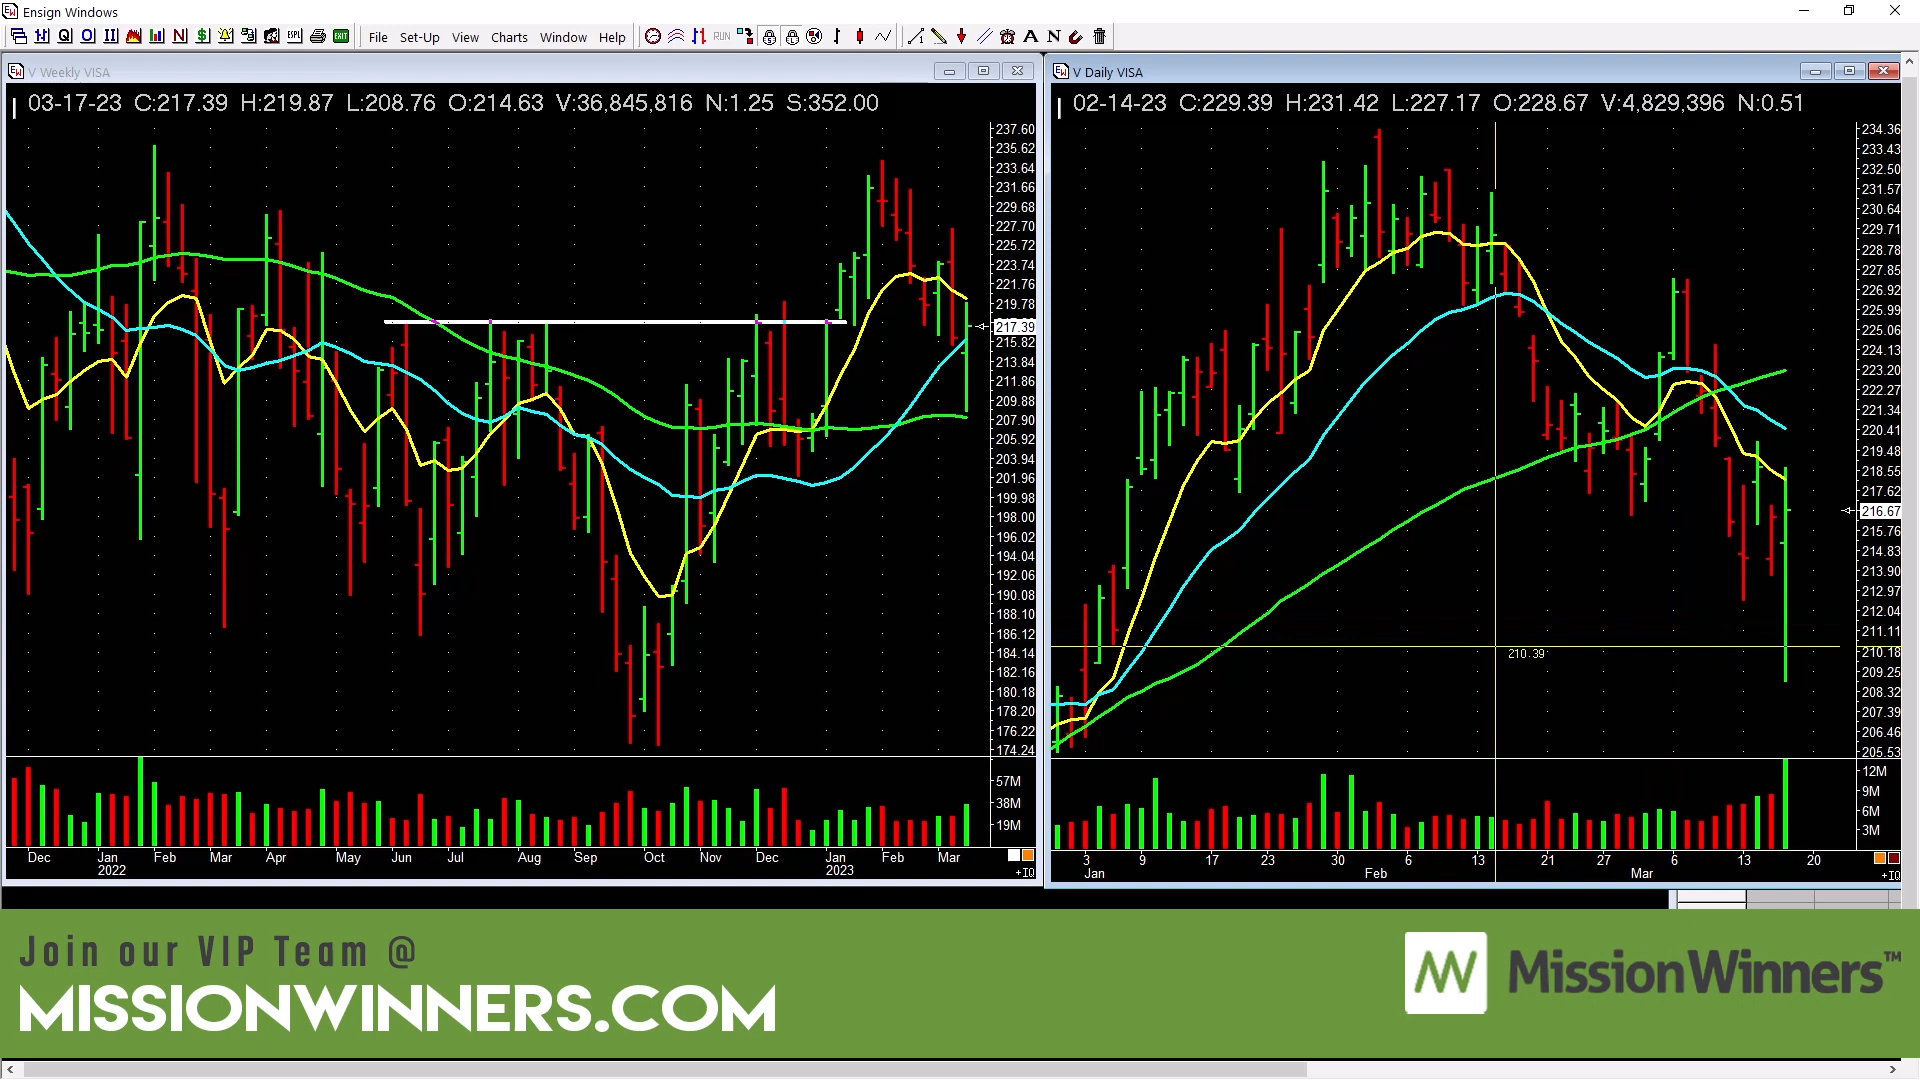 Ensign Windows
RUN
ESPL
EXIT
File Set-Up View Charts Window Help
V Weekly VISA
03-17-23 C:217.39 H:219.87 L:208.76 O:214.63 V:36,845,816 N:1.25 S:352.00
237.60
235.62
233.64
231.66
229.68
227.70
225.72
223.74
221.76
219.78
217.39
215.82
213.84
211.86
209.88
207.90
205.92
203.94
201.96
199.98
198.00
196.02
194.04
192.06
190.08
188.10
186.12
184.14
182.16
180.18
178.20
176.22
174.24
57M
38M
19M
Dec Jan Feb Mar Apr May Jun Jul Aug Sep Oct Nov Dec Jan Feb Mar
2022 2023
+IQ
V Daily VISA
02-14-23 C:229.39 H:231.42 L:227.17 O:228.67 V:4,829,396 N:0.51
234.36
233.43
232.50
231.57
230.64
229.71
228.78
227.85
226.92
225.99
225.06
224.13
223.20
222.27
221.34
220.41
219.48
218.55
217.62
216.67
215.76
214.83
213.90
212.97
212.04
211.11
210.18
209.25
208.32
207.39
206.46
205.53
210.39
12M
9M
6M
3M
3 9 17 23 30 6 13 21 27 6 13 20
Jan Feb Mar
+IQ
Join our VIP Team @
MISSIONWINNERS.COM
MissionWinners™